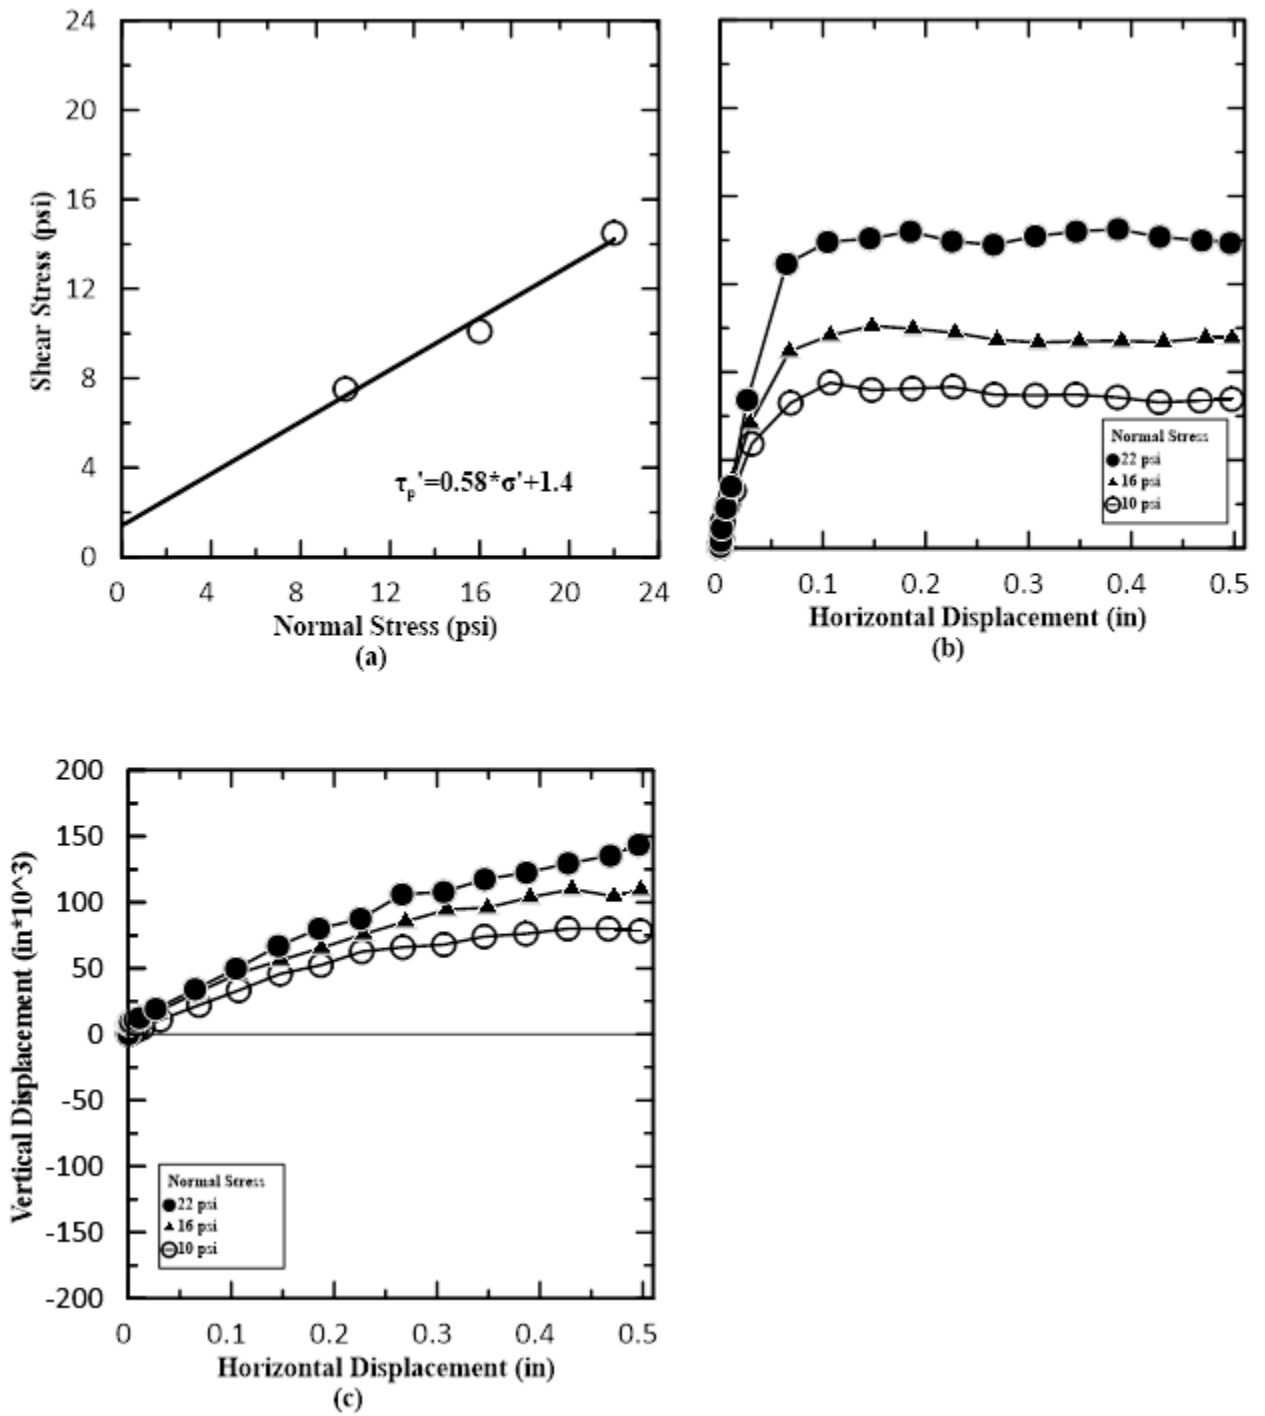 24
20
16
12
8
4
0
Shear Stress (psi)
τp'=0.58*σ'+1.4
0 4 8 12 16 20 24
Normal Stress (psi)
(a)
Normal Stress
22 psi
16 psi
10 psi
0 0.1 0.2 0.3 0.4 0.5
Horizontal Displacement (in)
(b)
200
150
100
50
0
-50
-100
-150
-200
Vertical Displacement (in*10^3)
Normal Stress
22 psi
16 psi
10 psi
0 0.1 0.2 0.3 0.4 0.5
Horizontal Displacement (in)
(c)